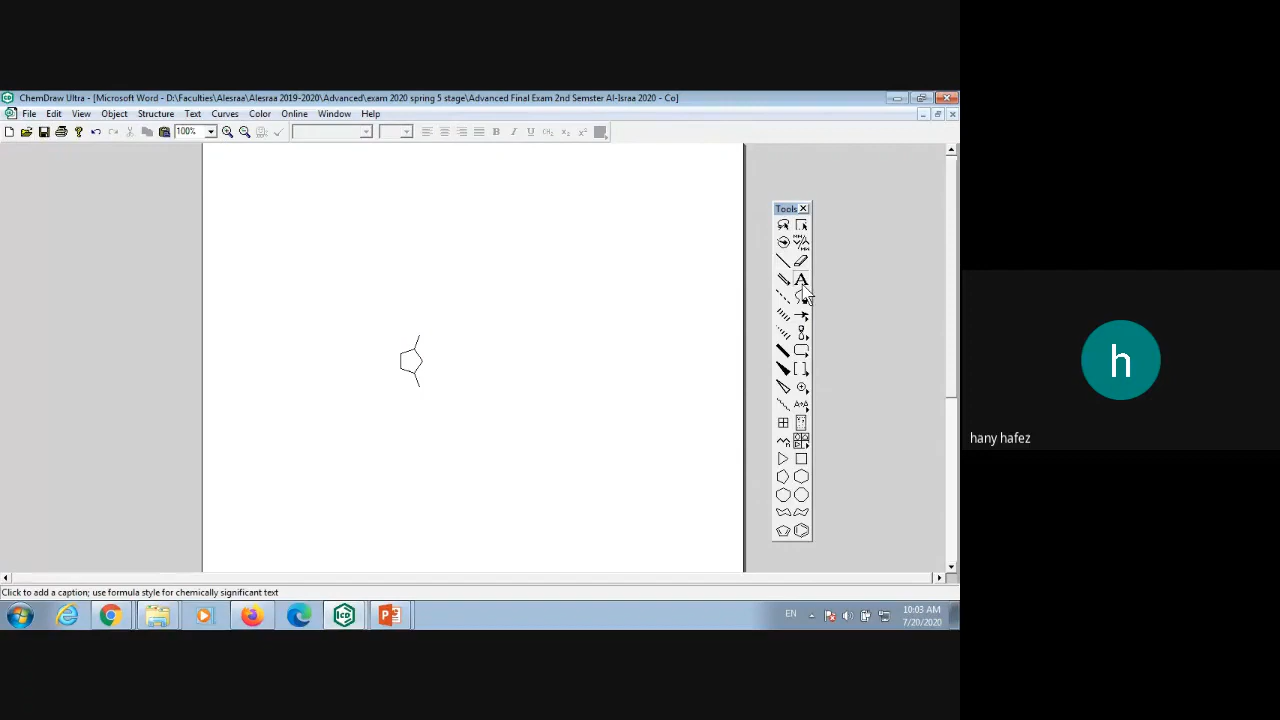 ChemDraw Ultra - [Microsoft Word - D:\Faculties\Alesraa\Alesraa 2019-2020\Advanced\exam 2020 spring 5 stage\Advanced Final Exam 2nd Semster Al-Israa 2020 - Co]
File Edit View Object Structure Text Curves Color Online Window Help
100%
B I U CH₂ x₂ x²
Tools
A
h
hany hafez
Click to add a caption; use formula style for chemically significant text
EN
10:03 AM
7/20/2020